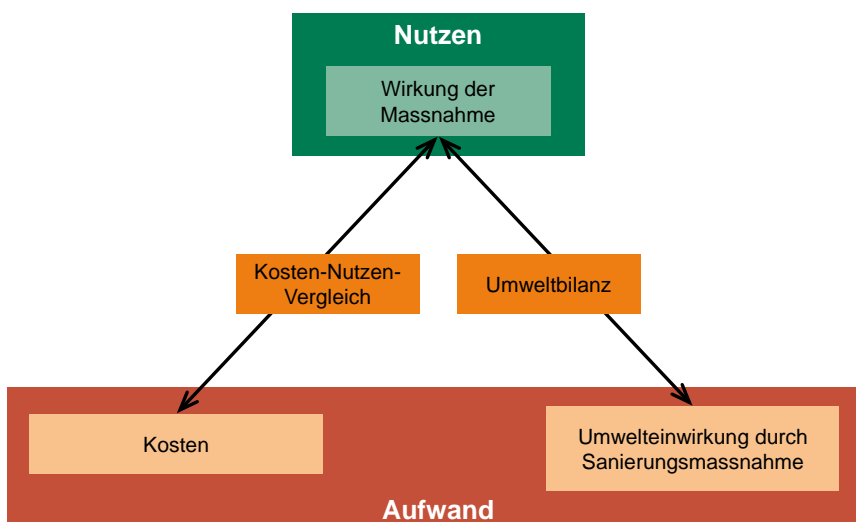 Nutzen
Wirkung der
Massnahme
Kosten-Nutzen-
Vergleich
Umweltbilanz
Kosten
Umwelteinwirkung durch
Sanierungsmassnahme
Aufwand